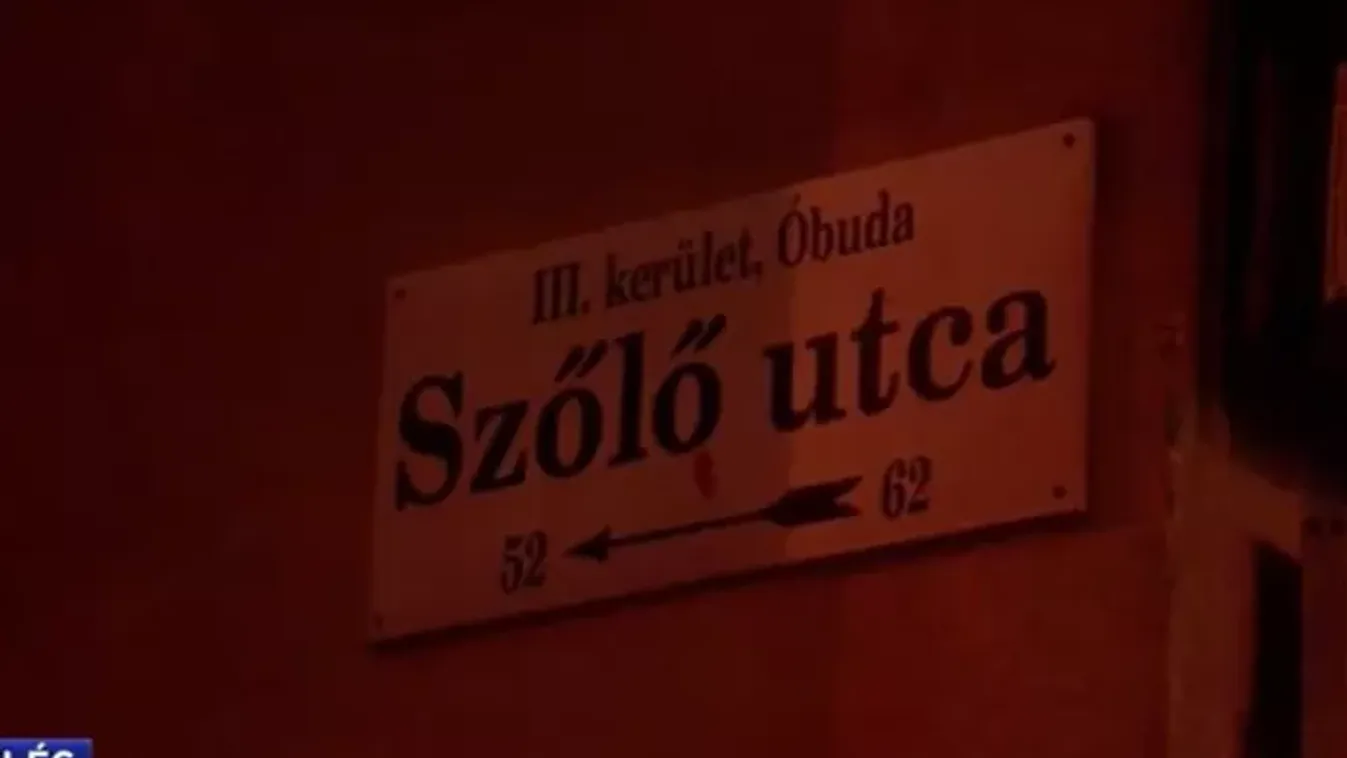 III. kerület, Óbuda
Szőlő utca
52 62